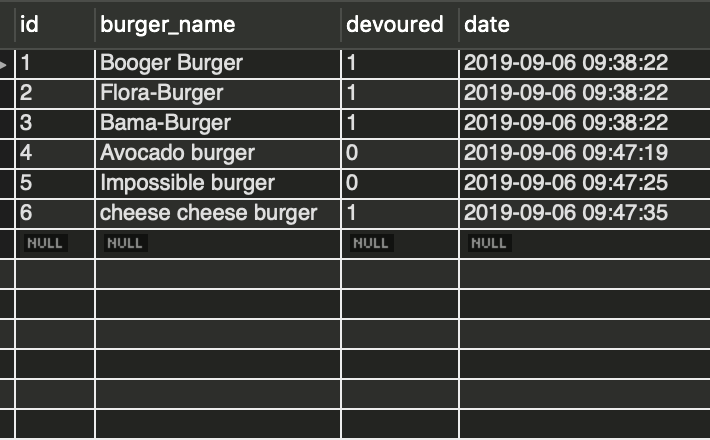 id burger_name devoured date
1 Booger Burger 1 2019-09-06 09:38:22
2 Flora-Burger 1 2019-09-06 09:38:22
3 Bama-Burger 1 2019-09-06 09:38:22
4 Avocado burger 0 2019-09-06 09:47:19
5 Impossible burger 0 2019-09-06 09:47:25
6 cheese cheese burger 1 2019-09-06 09:47:35
NULL NULL NULL NULL